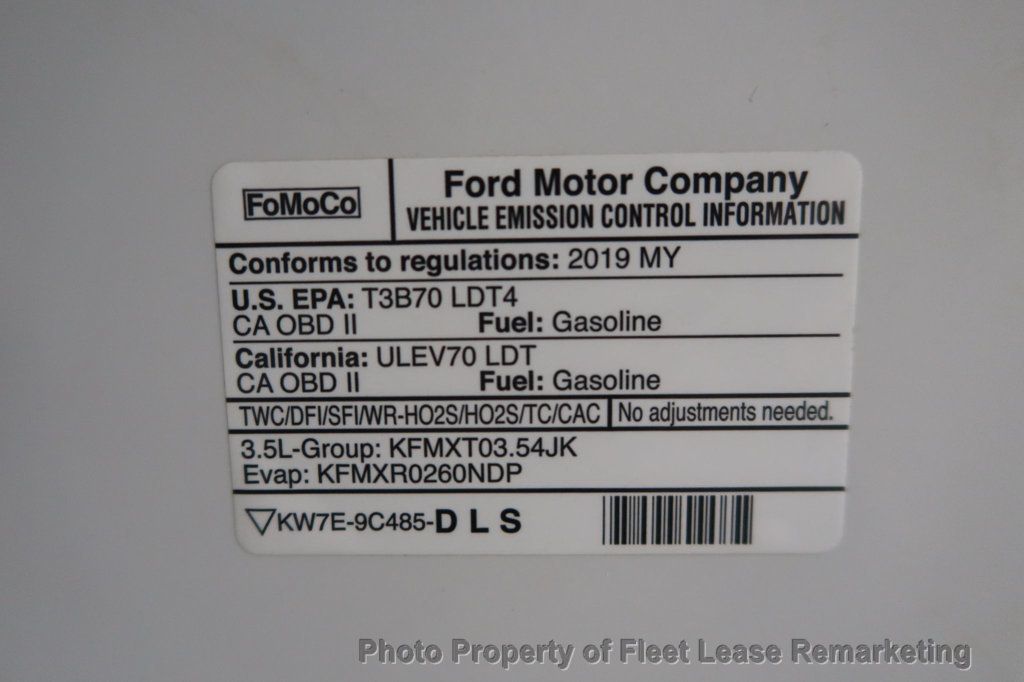 FoMoCo
Ford Motor Company
VEHICLE EMISSION CONTROL INFORMATION
Conforms to regulations: 2019 MY
U.S. EPA: T3B70 LDT4
CA OBD II Fuel: Gasoline
California: ULEV70 LDT
CA OBD II Fuel: Gasoline
TWC/DFI/SFI/WR-HO2S/HO2S/TC/CAC No adjustments needed.
3.5L-Group: KFMXT03.54JK
Evap: KFMXR0260NDP
KW7E-9C485-D L S
Photo Property of Fleet Lease Remarketing